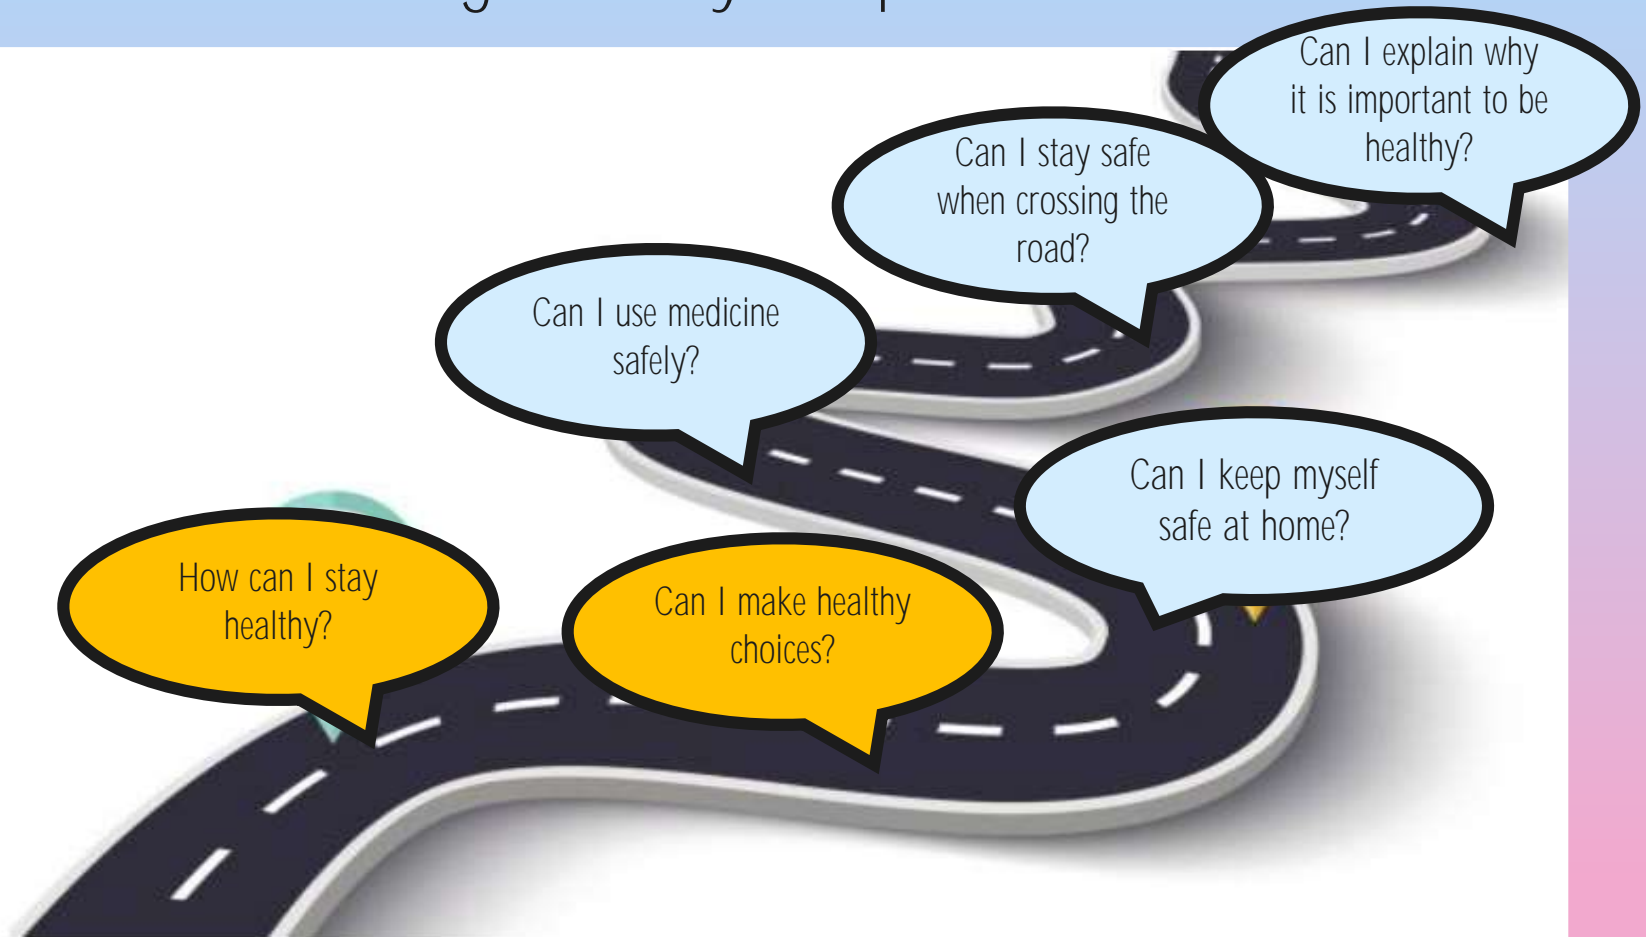 How can I stay
healthy?
Can I make healthy
choices?
Can I keep myself
safe at home?
Can I use medicine
safely?
Can I stay safe
when crossing the
road?
Can I explain why
it is important to be
healthy?